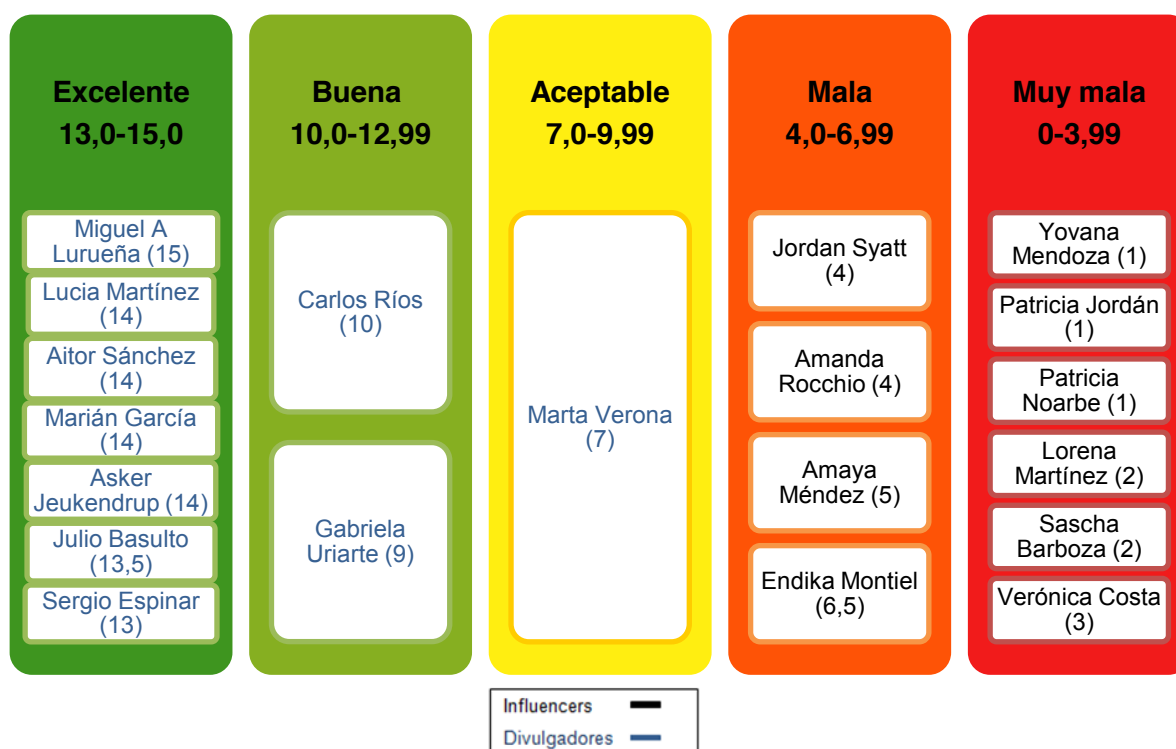 Excelente
13,0-15,0
Miguel A
Lurueña (15)
Lucia Martínez
(14)
Aitor Sánchez
(14)
Marián García
(14)
Asker
Jeukendrup (14)
Julio Basulto
(13,5)
Sergio Espinar
(13)
Buena
10,0-12,99
Carlos Ríos
(10)
Gabriela
Uriarte (9)
Aceptable
7,0-9,99
Marta Verona
(7)
Mala
4,0-6,99
Jordan Syatt
(4)
Amanda
Rocchio (4)
Amaya
Méndez (5)
Endika Montiel
(6,5)
Muy mala
0-3,99
Yovana
Mendoza (1)
Patricia Jordán
(1)
Patricia
Noarbe (1)
Lorena
Martínez (2)
Sascha
Barboza (2)
Verónica Costa
(3)
Influencers
Divulgadores